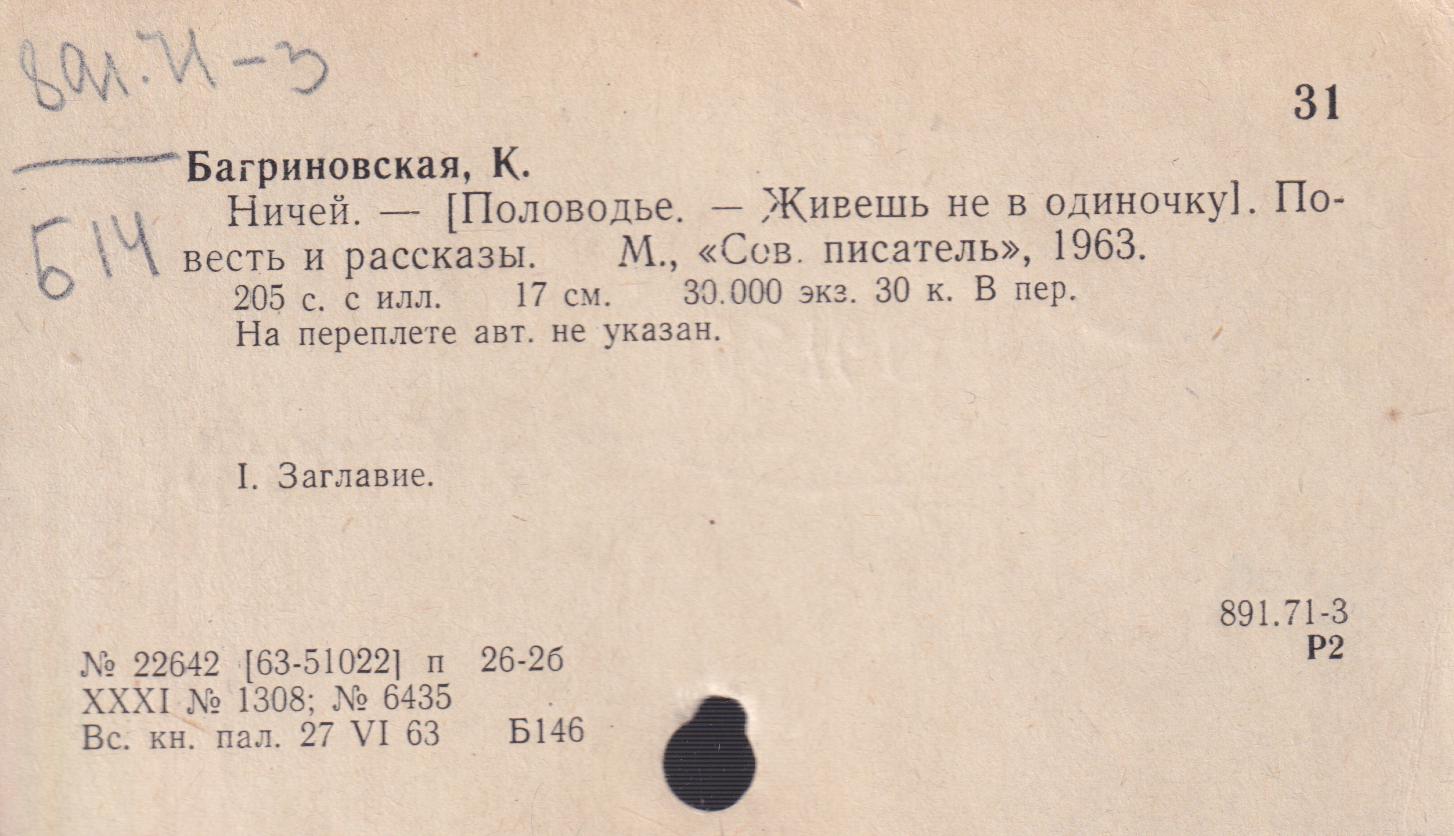 891.71-3
31
Багриновская, К.
Б14
Ничей. — [Половодье. — Живешь не в одиночку]. По-
весть и рассказы. М., «Сов. писатель», 1963.
205 с. с илл. 17 см. 30.000 экз. 30 к. В пер.
На переплете авт. не указан.
I. Заглавие.
891.71-3
Р2
№ 22642 [63-51022] п 26-2б
XXXI № 1308; № 6435
Вс. кн. пал. 27 VI 63 Б146